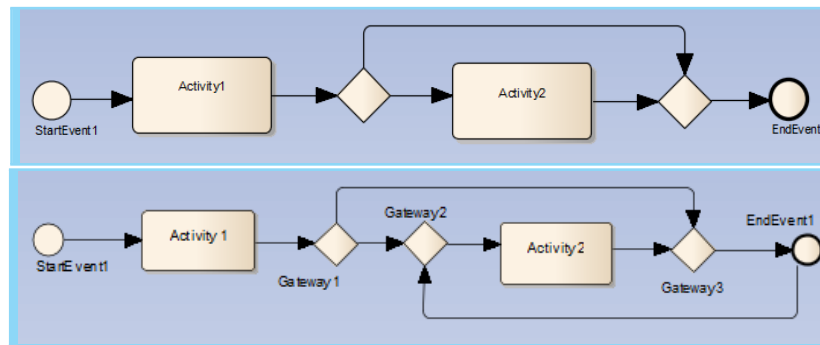 Activity1
Activity2
StartEvent1
EndEvent
Gateway2
EndEvent1
Activity 1
Activity2
StartEvent1
Gateway1
Gateway3